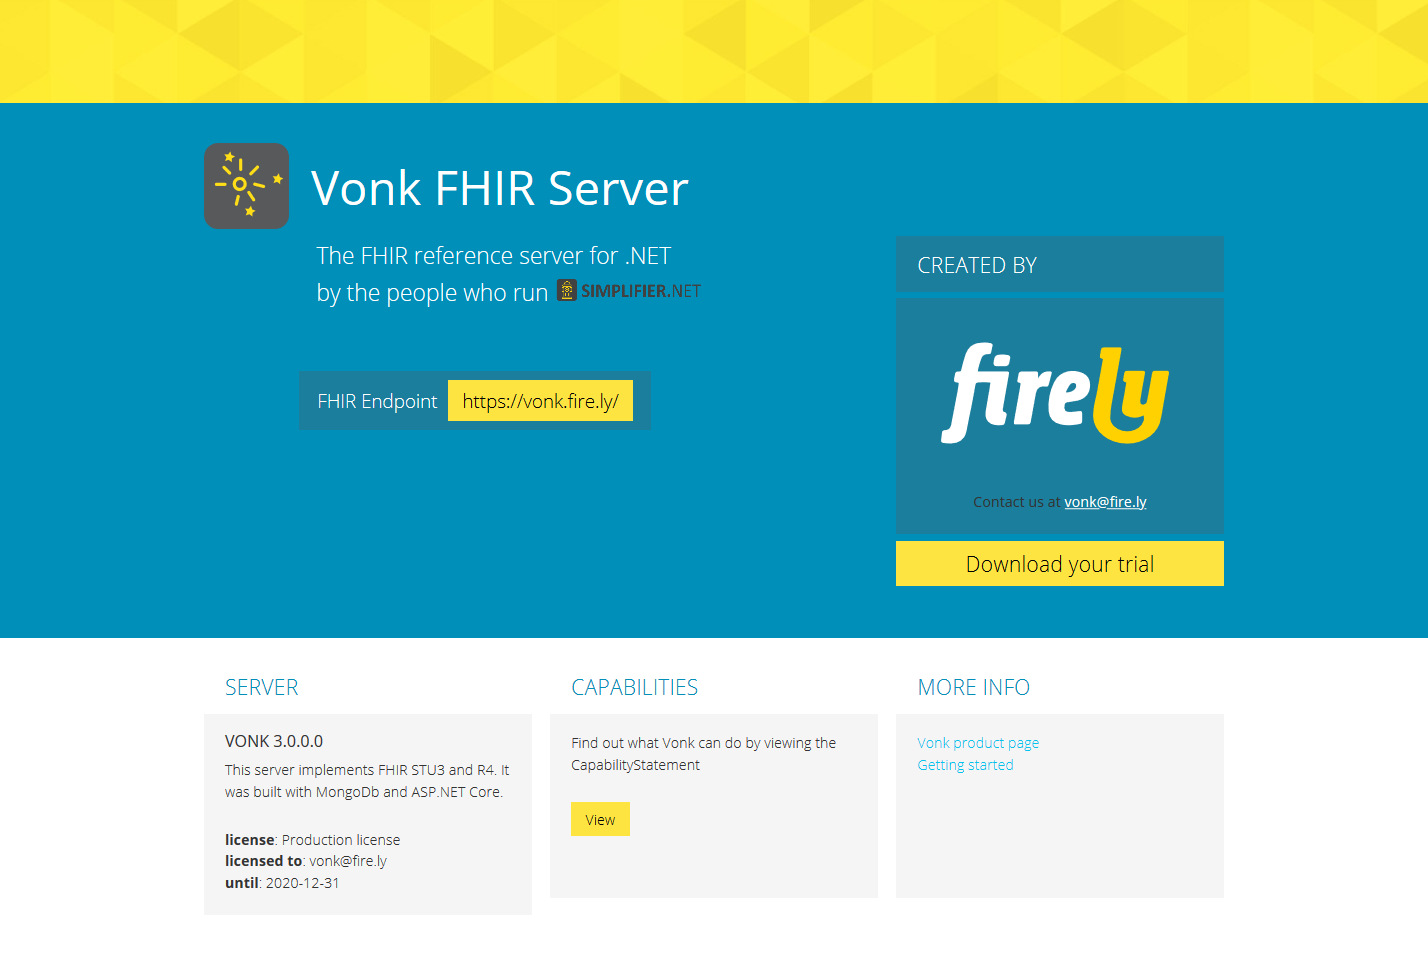 Vonk FHIR Server
The FHIR reference server for .NET
by the people who run SIMPLIFIER.NET
FHIR Endpoint https://vonk.fire.ly/
CREATED BY
firely
Contact us at vonk@fire.ly
Download your trial
SERVER
VONK 3.0.0.0
This server implements FHIR STU3 and R4. It
was built with MongoDb and ASP.NET Core.
license: Production license
licensed to: vonk@fire.ly
until: 2020-12-31
CAPABILITIES
Find out what Vonk can do by viewing the
CapabilityStatement
View
MORE INFO
Vonk product page
Getting started